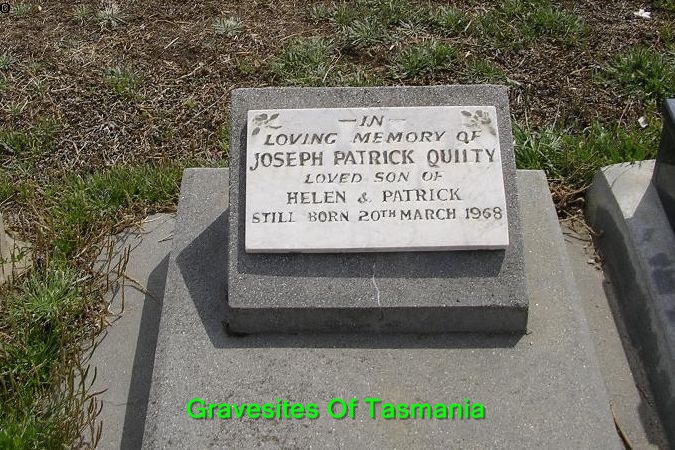 ©
IN
LOVING MEMORY OF
JOSEPH PATRICK QUILTY
LOVED SON OF
HELEN & PATRICK
STILL BORN 20TH MARCH 1968
Gravesites Of Tasmania